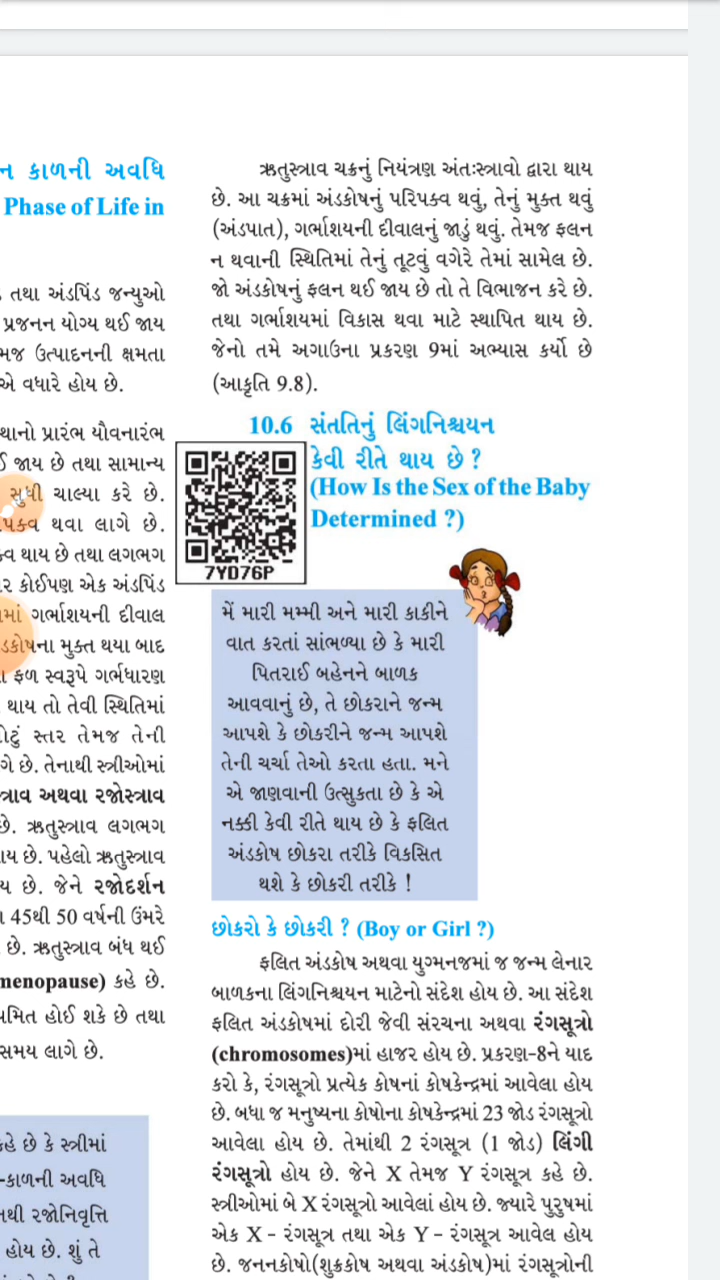 ન કાળની અવધિ
Phase of Life in
તથા અંડપિંડ જન્યુઓ
પ્રજનન યોગ્ય થઈ જાય
મજ ઉત્પાદનની ક્ષમતા
એ વધારે હોય છે.
થાનો પ્રારંભ યૌવનારંભ
જાય છે તથા સામાન્ય
સુધી ચાલ્યા કરે છે.
પક્વ થવા લાગે છે.
ક્વ થાય છે તથા લગભગ
ર કોઈપણ એક અંડપિંડ
માં ગર્ભાશયની દીવાલ
ડકોષના મુક્ત થયા બાદ
ા ફળ સ્વરૂપે ગર્ભધારણ
થાય તો તેવી સ્થિતિમાં
ોટું સ્તર તેમજ તેની
ગે છે. તેનાથી સ્ત્રીઓમાં
ત્રાવ અથવા રજોસ્ત્રાવ
છે. ઋતુસ્ત્રાવ લગભગ
ાય છે. પહેલો ઋતુસ્ત્રાવ
ય છે. જેને રજોદર્શન
45થી 50 વર્ષની ઉંમરે
છે. ઋતુસ્ત્રાવ બંધ થઈ
menopause) કહે છે.
યમિત હોઈ શકે છે તથા
સમય લાગે છે.
કહે છે કે સ્ત્રીમાં
-કાળની અવધિ
નથી રજોનિવૃત્તિ
હોય છે. શું તે
ઋતુસ્ત્રાવ ચક્રનું નિયંત્રણ અંતઃસ્ત્રાવો દ્વારા થાય
છે. આ ચક્રમાં અંડકોષનું પરિપક્વ થવું, તેનું મુક્ત થવું
(અંડપાત), ગર્ભાશયની દીવાલનું જાડું થવું. તેમજ ફલન
ન થવાની સ્થિતિમાં તેનું તૂટવું વગેરે તેમાં સામેલ છે.
જો અંડકોષનું ફલન થઈ જાય છે તો તે વિભાજન કરે છે.
તથા ગર્ભાશયમાં વિકાસ થવા માટે સ્થાપિત થાય છે.
જેનો તમે અગાઉના પ્રકરણ 9માં અભ્યાસ કર્યો છે
(આકૃતિ 9.8).
10.6 સંતતિનું લિંગનિશ્ચયન
કેવી રીતે થાય છે ?
(How Is the Sex of the Baby
Determined ?)
7YD76P
મેં મારી મમ્મી અને મારી કાકીને
વાત કરતાં સાંભળ્યા છે કે મારી
પિતરાઈ બહેનને બાળક
આવવાનું છે, તે છોકરાને જન્મ
આપશે કે છોકરીને જન્મ આપશે
તેની ચર્ચા તેઓ કરતા હતા. મને
એ જાણવાની ઉત્સુકતા છે કે એ
નક્કી કેવી રીતે થાય છે કે ફલિત
અંડકોષ છોકરા તરીકે વિકસિત
થશે કે છોકરી તરીકે !
છોકરો કે છોકરી ? (Boy or Girl ?)
ફલિત અંડકોષ અથવા યુગ્મનજમાં જ જન્મ લેનાર
બાળકના લિંગનિશ્ચયન માટેનો સંદેશ હોય છે. આ સંદેશ
ફલિત અંડકોષમાં દોરી જેવી સંરચના અથવા રંગસૂત્રો
(chromosomes)માં હાજર હોય છે. પ્રકરણ-8ને યાદ
કરો કે, રંગસૂત્રો પ્રત્યેક કોષનાં કોષકેન્દ્રમાં આવેલા હોય
છે. બધા જ મનુષ્યના કોષોના કોષકેન્દ્રમાં 23 જોડ રંગસૂત્રો
આવેલા હોય છે. તેમાંથી 2 રંગસૂત્ર (1 જોડ) લિંગી
રંગસૂત્રો હોય છે. જેને X તેમજ Y રંગસૂત્ર કહે છે.
સ્ત્રીઓમાં બે X રંગસૂત્રો આવેલાં હોય છે. જ્યારે પુરુષમાં
એક X - રંગસૂત્ર તથા એક Y - રંગસૂત્ર આવેલ હોય
છે. જનનકોષો(શુક્રકોષ અથવા અંડકોષ)માં રંગસૂત્રોની